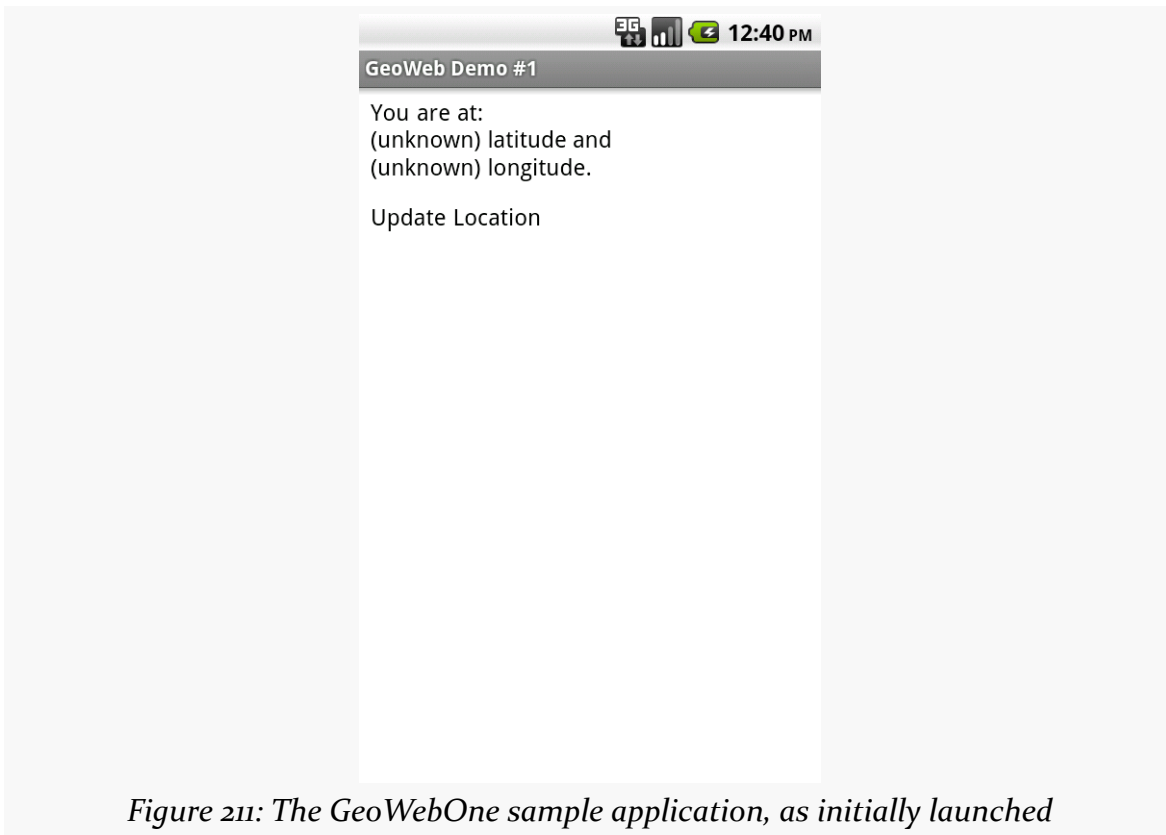 3G 12:40 PM
GeoWeb Demo #1
You are at:
(unknown) latitude and
(unknown) longitude.
Update Location
Figure 211: The GeoWebOne sample application, as initially launched